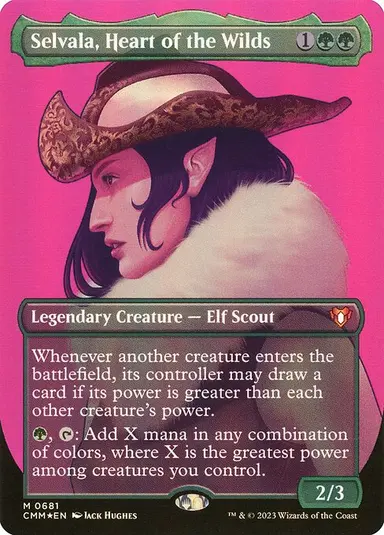 Selvala, Heart of the Wilds 1
Legendary Creature — Elf Scout
Whenever another creature enters the
battlefield, its controller may draw a
card if its power is greater than each
other creature's power.
, : Add X mana in any combination
of colors, where X is the greatest power
among creatures you control.
M 0681
CMM★EN Jack Hughes
2/3
™ & © 2023 Wizards of the Coast